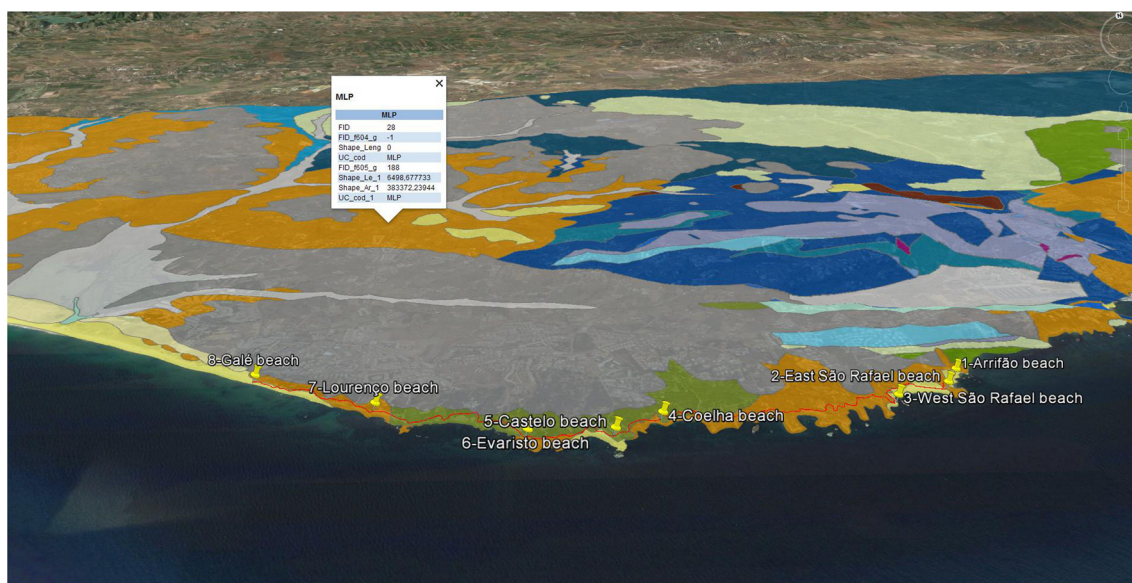 N
MLP
MLP
FID 28
FID_f604_g -1
Shape_Leng 0
UC_cod MLP
FID_f605_g 188
Shape_Le_1 6498,677733
Shape_Ar_1 383372,23944
UC_cod_1 MLP
8-Galé beach
7-Lourenço beach
5-Castelo beach
6-Evaristo beach
4-Coelha beach
2-East São Rafael beach
1-Arrifão beach
3-West São Rafael beach